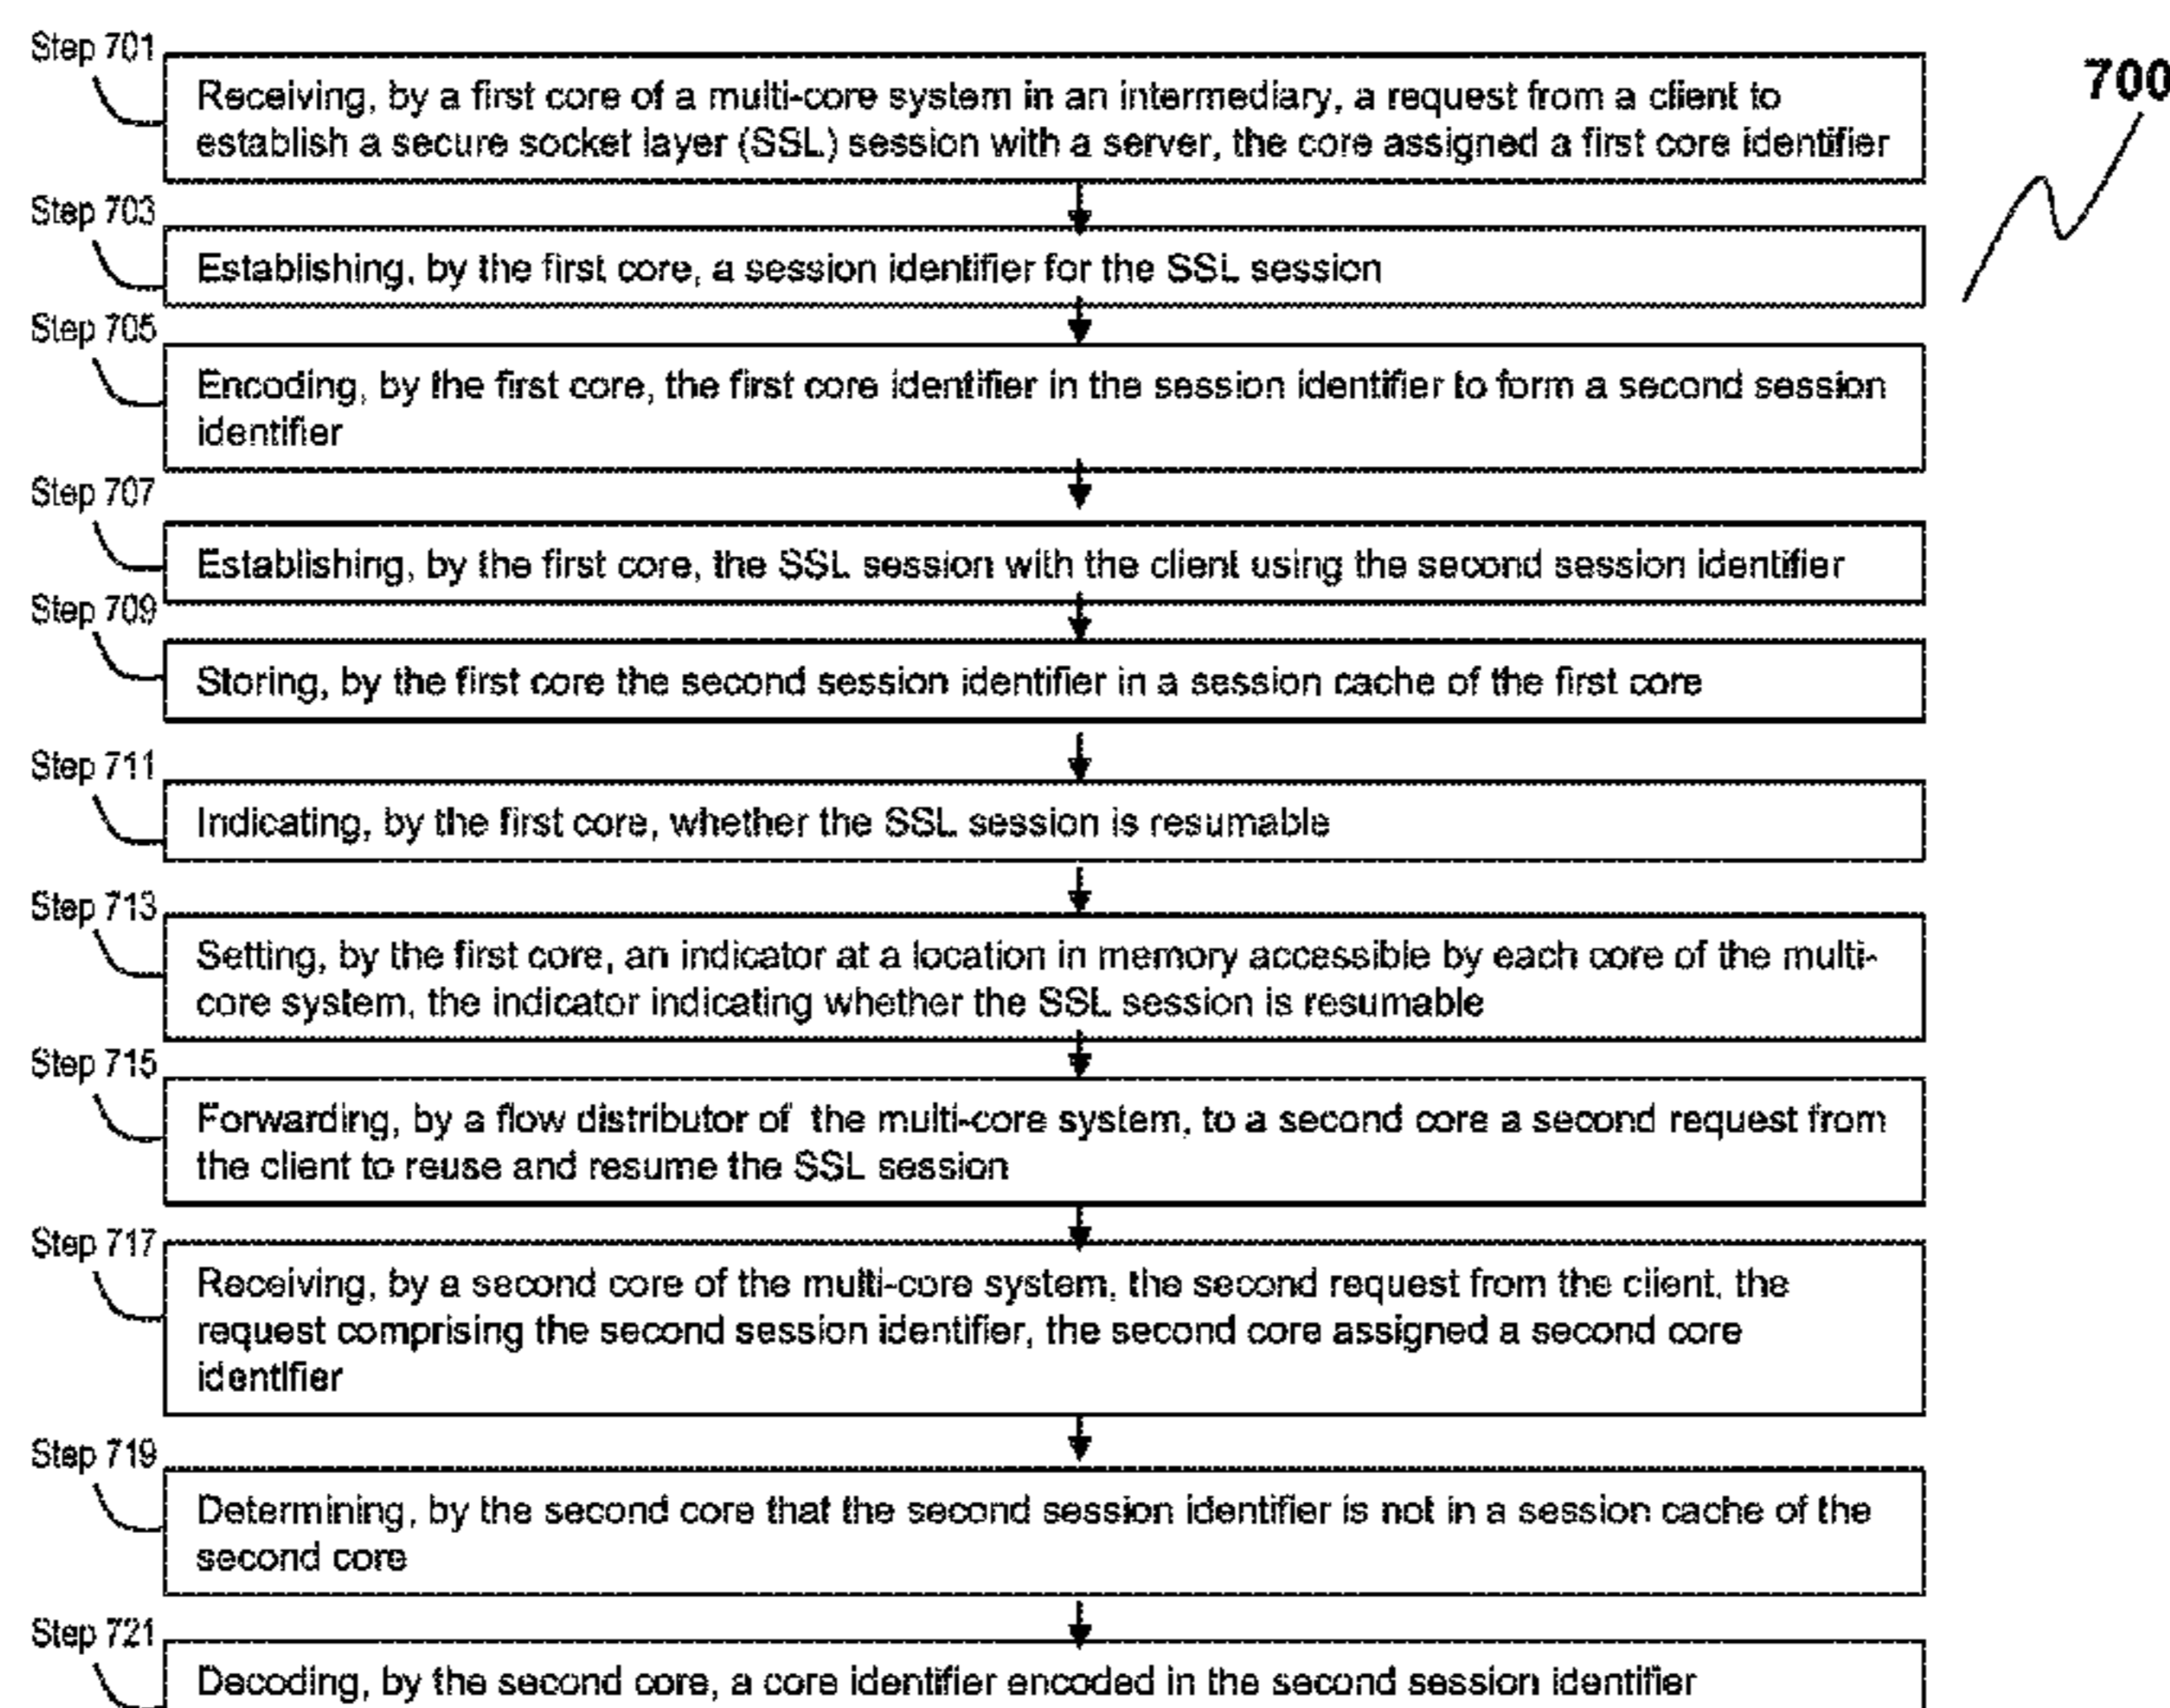 Step 701
700
Receiving, by a first core of a multi-core system in an intermediary, a request from a client to
establish a secure socket layer (SSL) session with a server, the core assigned a first core identifier
Step 703
Establishing, by the first core, a session identifier for the SSL session
Step 705
Encoding, by the first core, the first core identifier in the session identifier to form a second session
identifier
Step 707
Establishing, by the first core, the SSL session with the client using the second session identifier
Step 709
Storing, by the first core the second session identifier in a session cache of the first core
Step 711
Indicating, by the first core, whether the SSL session is resumable
Step 713
Setting, by the first core, an indicator at a location in memory accessible by each core of the multi-
core system, the indicator indicating whether the SSL session is resumable
Step 715
Forwarding, by a flow distributor of the multi-core system, to a second core a second request from
the client to reuse and resume the SSL session
Step 717
Receiving, by a second core of the multi-core system, the second request from the client, the
request comprising the second session identifier, the second core assigned a second core
identifier
Step 719
Determining, by the second core that the second session identifier is not in a session cache of the
second core
Step 721
Decoding, by the second core, a core identifier encoded in the second session identifier